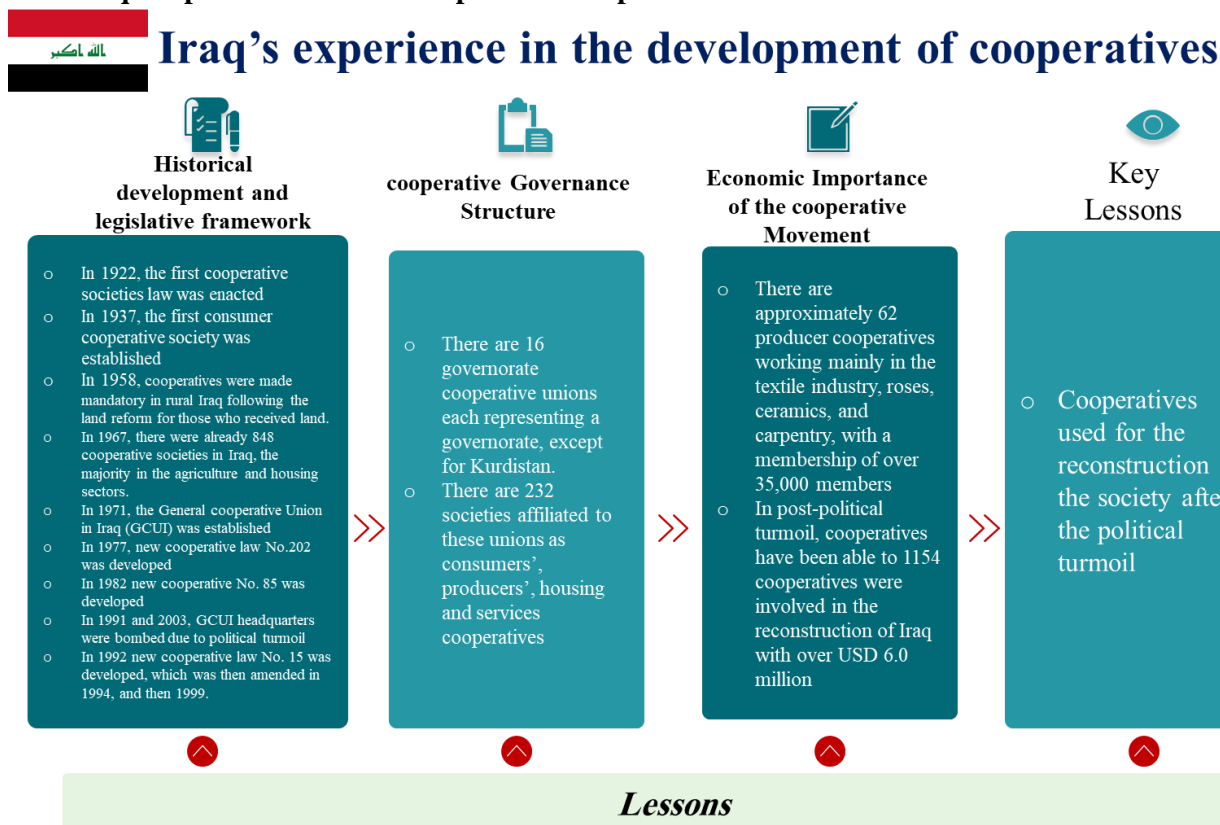 Iraq's experience in the development of cooperatives
الله اكبر
Historical
development and
legislative framework
o In 1922, the first cooperative
societies law was enacted
o In 1937, the first consumer
cooperative society was
established
o In 1958, cooperatives were made
mandatory in rural Iraq following the
land reform for those who received land.
o In 1967, there were already 848
cooperative societies in Iraq, the
majority in the agriculture and housing
sectors.
o In 1971, the General cooperative Union
in Iraq (GCUI) was established
o In 1977, new cooperative law No.202
was developed
o In 1982 new cooperative No. 85 was
developed
o In 1991 and 2003, GCUI headquarters
were bombed due to political turmoil
o In 1992 new cooperative law No. 15 was
developed, which was then amended in
1994, and then 1999.
cooperative Governance
Structure
o There are 16
governorate
cooperative unions
each representing a
governorate, except
for Kurdistan.
o There are 232
societies affiliated to
these unions as
consumers',
producers', housing
and services
cooperatives
Economic Importance
of the cooperative
Movement
o There are
approximately 62
producer cooperatives
working mainly in the
textile industry, roses,
ceramics, and
carpentry, with a
membership of over
35,000 members
o In post-political
turmoil, cooperatives
have been able to 1154
cooperatives were
involved in the
reconstruction of Iraq
with over USD 6.0
million
Key
Lessons
o Cooperatives
used for the
reconstruction
the society afte
the political
turmoil
Lessons